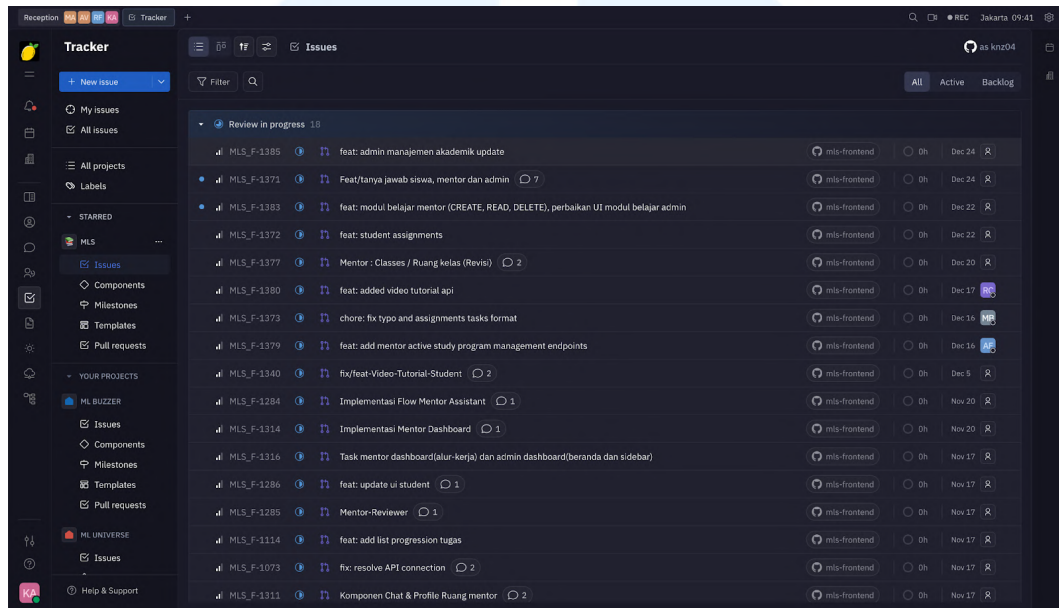 Reception MA AV RF KA Tracker +
REC Jakarta 09:41
Tracker
Issues
as knz04
+ New issue
Filter
All Active Backlog
My issues
All issues
All projects
Labels
STARRED
MLS ...
Issues
Components
Milestones
Templates
Pull requests
YOUR PROJECTS
ML BUZZER
Issues
Components
Milestones
Templates
Pull requests
ML UNIVERSE
Issues
Help & Support
KA
Review in progress 18
MLS_F-1385 feat: admin manajemen akademik update mls-frontend 0h Dec 24
MLS_F-1371 Feat/tanya jawab siswa, mentor dan admin 7 mls-frontend 0h Dec 24
MLS_F-1383 feat: modul belajar mentor (CREATE, READ, DELETE), perbaikan UI modul belajar admin mls-frontend 0h Dec 22
MLS_F-1372 feat: student assignments mls-frontend 0h Dec 22
MLS_F-1377 Mentor : Classes / Ruang kelas (Revisi) 2 mls-frontend 0h Dec 20
MLS_F-1380 feat: added video tutorial api mls-frontend 0h Dec 17
MLS_F-1373 chore: fix typo and assignments tasks format mls-frontend 0h Dec 16 MB
MLS_F-1379 feat: add mentor active study program management endpoints mls-frontend 0h Dec 16
MLS_F-1340 fix/feat-Video-Tutorial-Student 2 mls-frontend 0h Dec 5
MLS_F-1284 Implementasi Flow Mentor Assistant 1 mls-frontend 0h Nov 20
MLS_F-1314 Implementasi Mentor Dashboard 1 mls-frontend 0h Nov 20
MLS_F-1316 Task mentor dashboard(alur-kerja) dan admin dashboard(beranda dan sidebar) mls-frontend 0h Nov 17
MLS_F-1286 feat: update ui student 1 mls-frontend 0h Nov 17
MLS_F-1285 Mentor-Reviewer 1 mls-frontend 0h Nov 17
MLS_F-1114 feat: add list progression tugas mls-frontend 0h Nov 17
MLS_F-1073 fix: resolve API connection 2 mls-frontend 0h Nov 17
MLS_F-1311 Komponen Chat & Profile Ruang mentor 2 mls-frontend 0h Nov 17